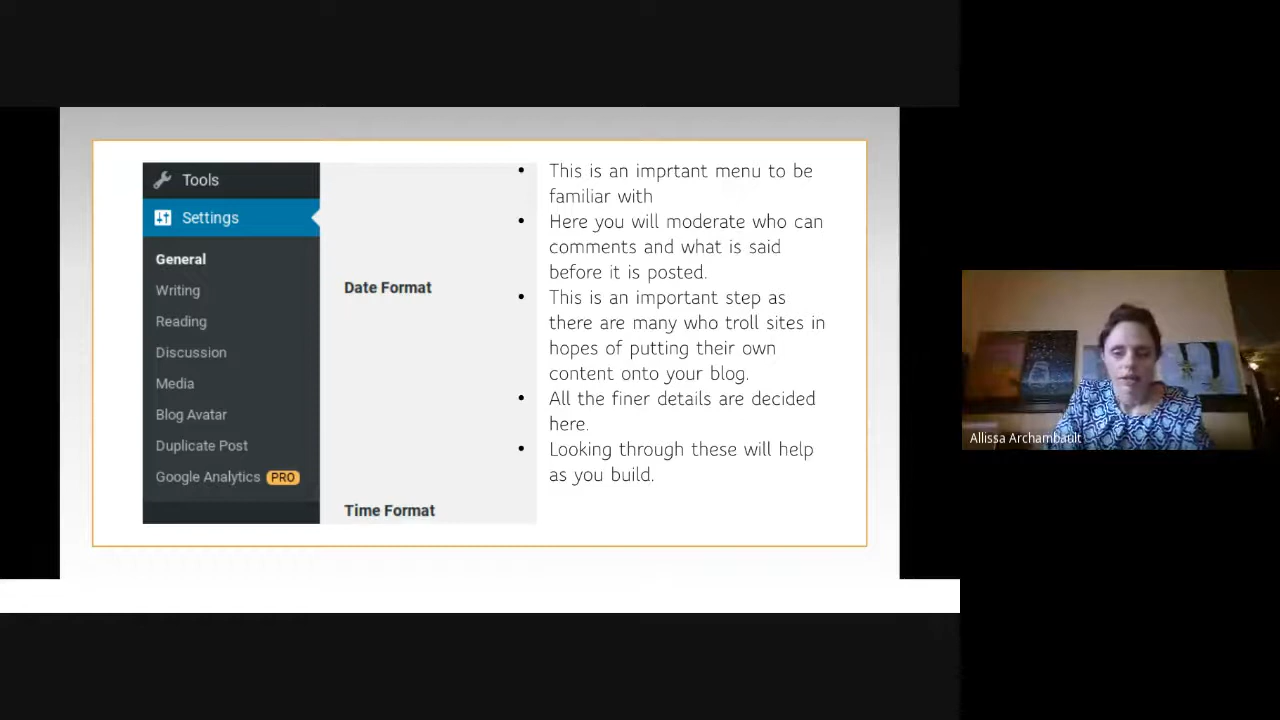 Tools
Settings
General
Writing
Reading
Discussion
Media
Blog Avatar
Duplicate Post
Google Analytics PRO
Date Format
Time Format
• This is an imprtant menu to be
familiar with
• Here you will moderate who can
comments and what is said
before it is posted.
• This is an important step as
there are many who troll sites in
hopes of putting their own
content onto your blog.
• All the finer details are decided
here.
• Looking through these will help
as you build.
Allissa Archambault